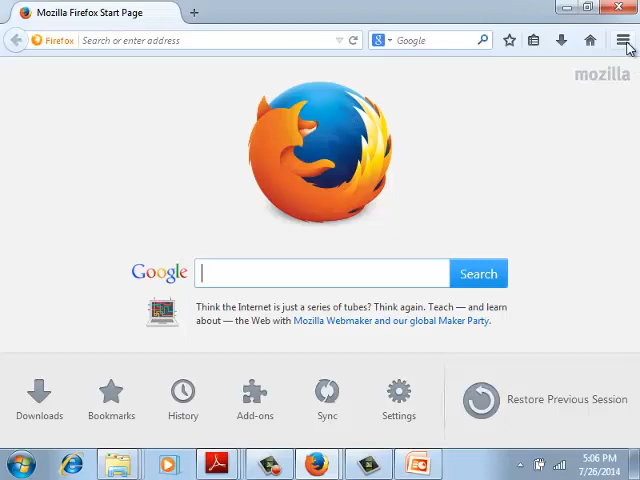 Mozilla Firefox Start Page
Firefox Search or enter address
Google
mozilla
Google
Search
Think the Internet is just a series of tubes? Think again. Teach — and learn
about — the Web with Mozilla Webmaker and our global Maker Party.
Downloads
Bookmarks
History
Add-ons
Sync
Settings
Restore Previous Session
5:06 PM
7/26/2014